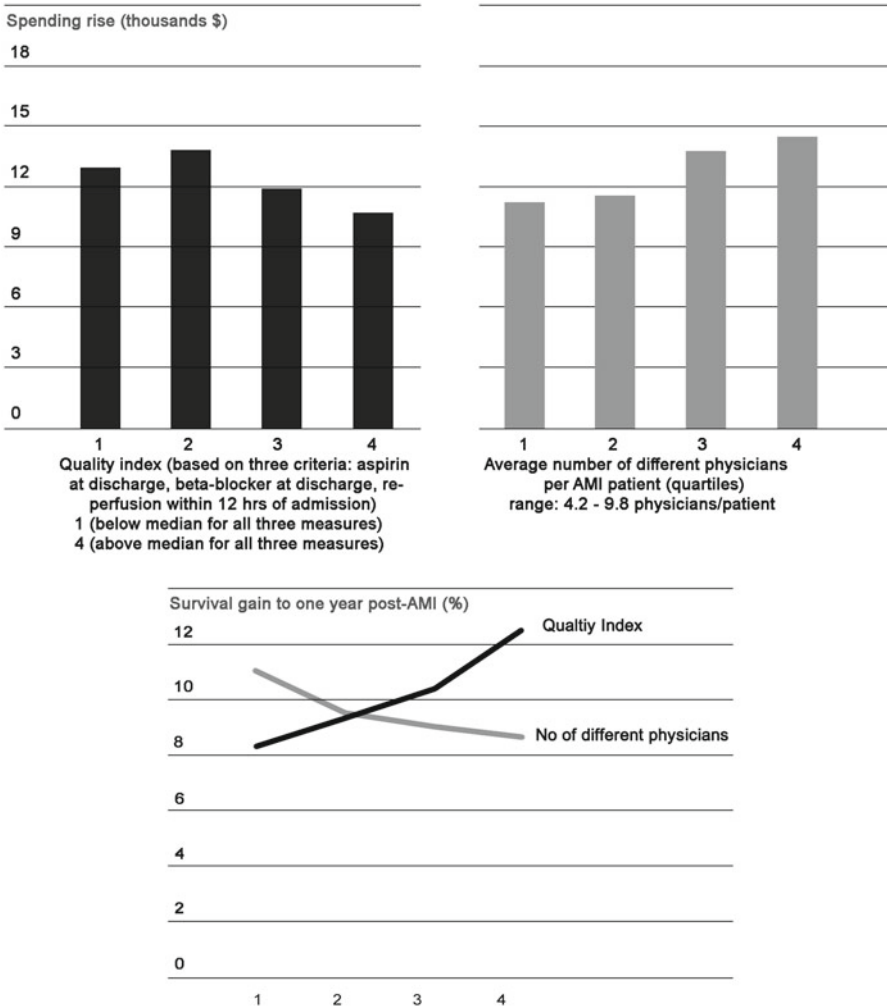 Spending rise (thousands $)
18
15
12
9
6
3
0
1 2 3 4
Quality index (based on three criteria: aspirin
at discharge, beta-blocker at discharge, re-
perfusion within 12 hrs of admission)
1 (below median for all three measures)
4 (above median for all three measures)
1 2 3 4
Average number of different physicians
per AMI patient (quartiles)
range: 4.2 - 9.8 physicians/patient
Survival gain to one year post-AMI (%)
12
10
8
6
4
2
0
Qualtiy Index
No of different physicians
1 2 3 4